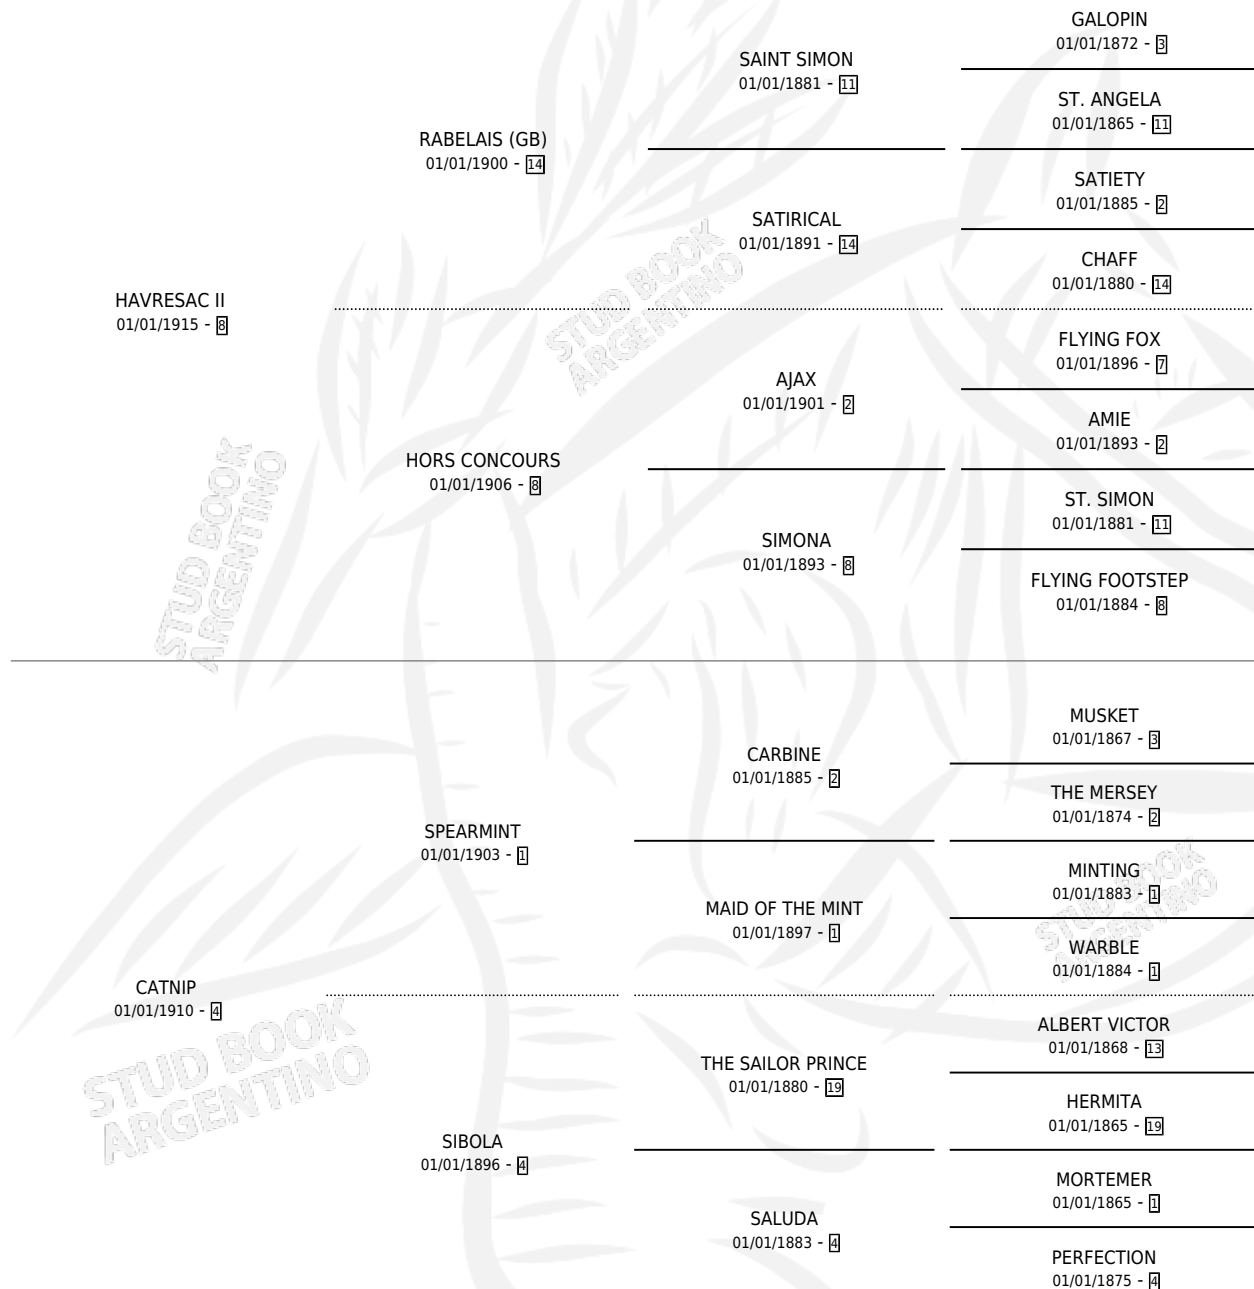 GALOPIN
01/01/1872 - 3
SAINT SIMON
01/01/1881 - 11
ST. ANGELA
01/01/1865 - 11
RABELAIS (GB)
01/01/1900 - 14
SATIETY
01/01/1885 - 2
SATIRICAL
01/01/1891 - 14
CHAFF
01/01/1880 - 14
HAVRESAC II
01/01/1915 - 8
FLYING FOX
01/01/1896 - 7
AJAX
01/01/1901 - 2
AMIE
01/01/1893 - 2
HORS CONCOURS
01/01/1906 - 8
ST. SIMON
01/01/1881 - 11
SIMONA
01/01/1893 - 8
FLYING FOOTSTEP
01/01/1884 - 8
MUSKET
01/01/1867 - 3
CARBINE
01/01/1885 - 2
THE MERSEY
01/01/1874 - 2
SPEARMINT
01/01/1903 - 1
MINTING
01/01/1883 - 1
MAID OF THE MINT
01/01/1897 - 1
WARBLE
01/01/1884 - 1
CATNIP
01/01/1910 - 4
ALBERT VICTOR
01/01/1868 - 13
THE SAILOR PRINCE
01/01/1880 - 19
HERMITA
01/01/1865 - 19
SIBOLA
01/01/1896 - 4
MORTEMER
01/01/1865 - 1
SALUDA
01/01/1883 - 4
PERFECTION
01/01/1875 - 4
STUD BOOK
ARGENTINO
STUD BOOK
ARGENTINO
STUD BOOK
ARGENTINO
STUD BOOK
ARGENTINO